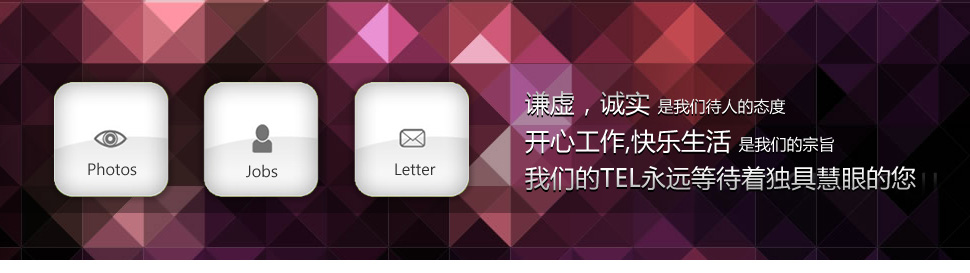 Photos
Jobs
Letter
谦虚，诚实 是我们待人的态度
开心工作,快乐生活 是我们的宗旨
我们的TEL永远等待着独具慧眼的您 !!